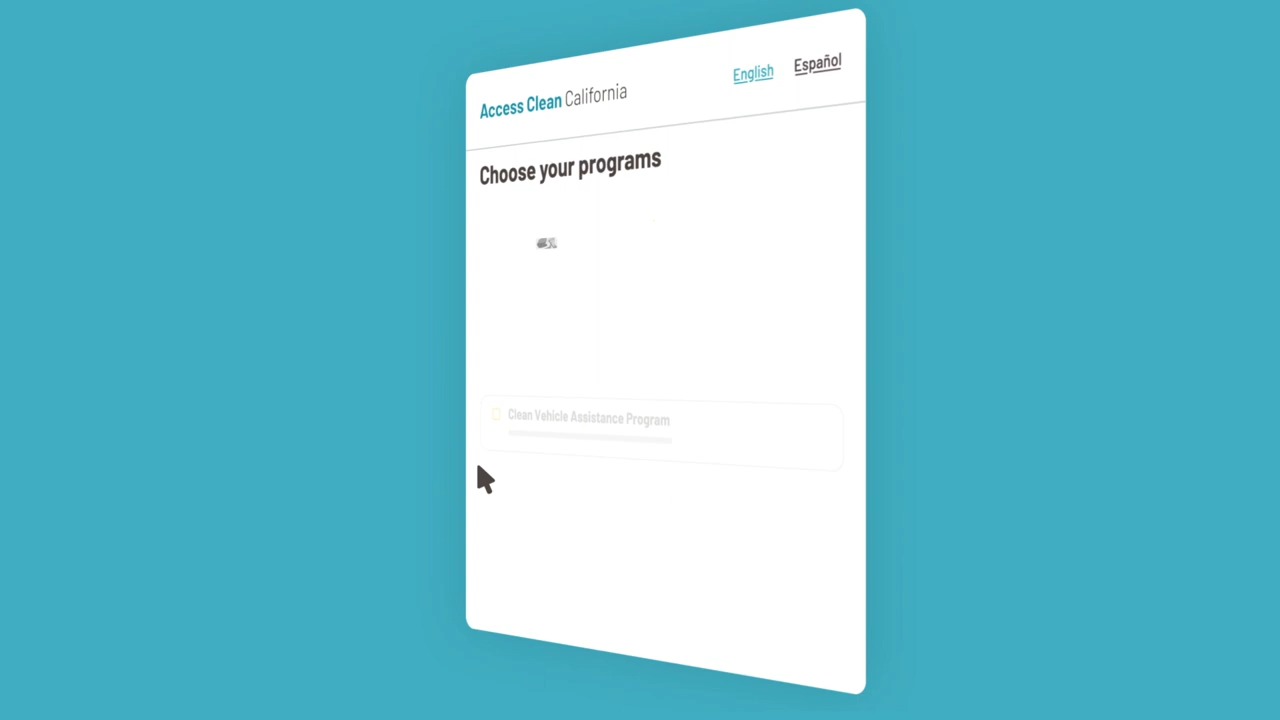 English Español
Access Clean California
Choose your programs
Clean Vehicle Assistance Program